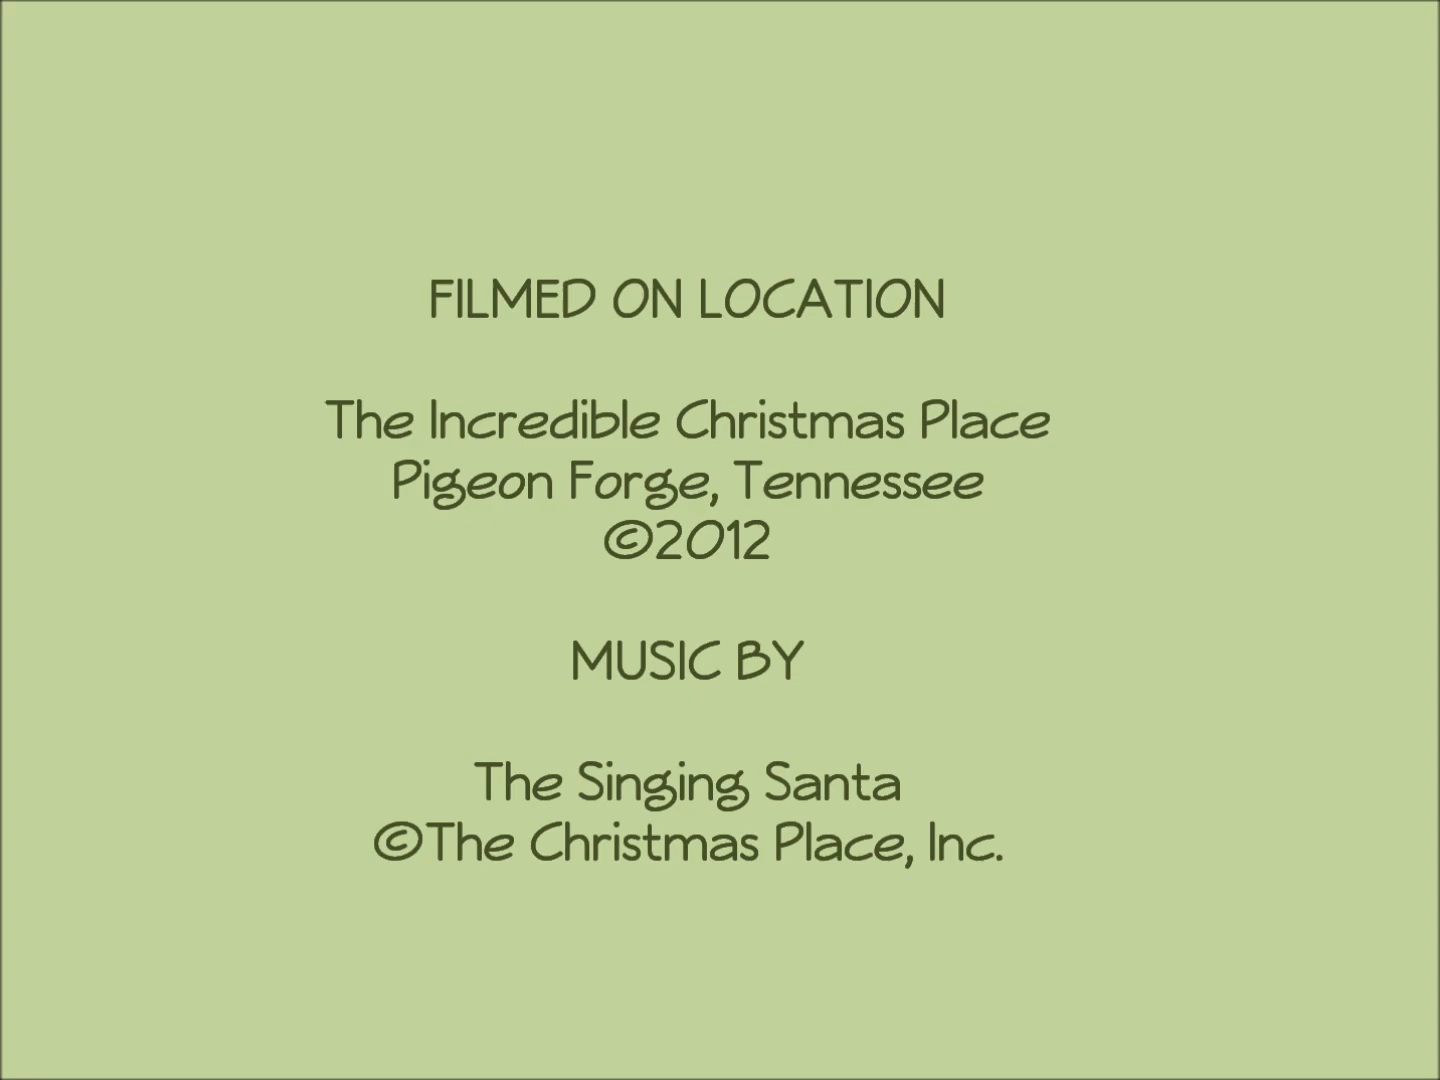 FILMED ON LOCATION
The Incredible Christmas Place
Pigeon Forge, Tennessee
©2012
MUSIC BY
The Singing Santa
©The Christmas Place, Inc.